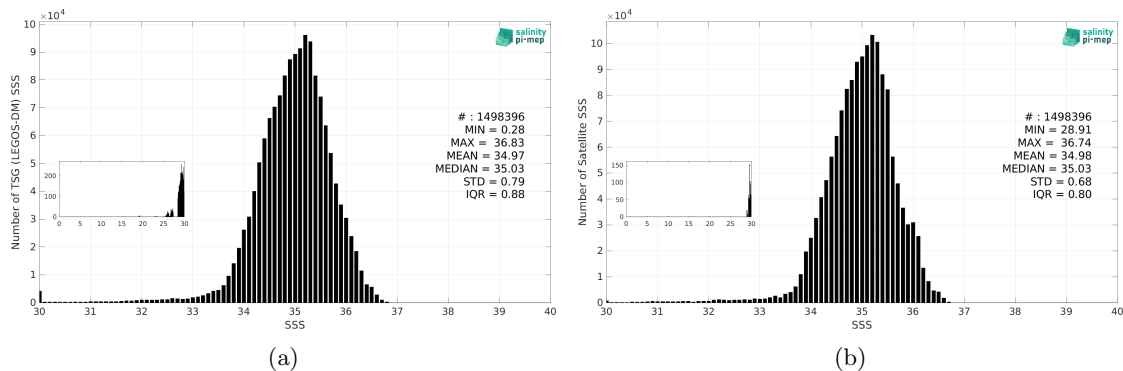 ×10^4
10
9
8
7
6
5
4
3
2
1
0
Number of TSG (LEGOS-DM) SSS
salinity
pi-mep
# : 1498396
MIN = 0.28
MAX = 36.83
MEAN = 34.97
MEDIAN = 35.03
STD = 0.79
IQR = 0.88
200
100
0
0 5 10 15 20 25 30
30 31 32 33 34 35 36 37 38 39 40
SSS
(a)
×10^4
10
9
8
7
6
5
4
3
2
1
0
Number of Satellite SSS
salinity
pi-mep
# : 1498396
MIN = 28.91
MAX = 36.74
MEAN = 34.98
MEDIAN = 35.03
STD = 0.68
IQR = 0.80
150
100
50
0
0 5 10 15 20 25 30
30 31 32 33 34 35 36 37 38 39 40
SSS
(b)